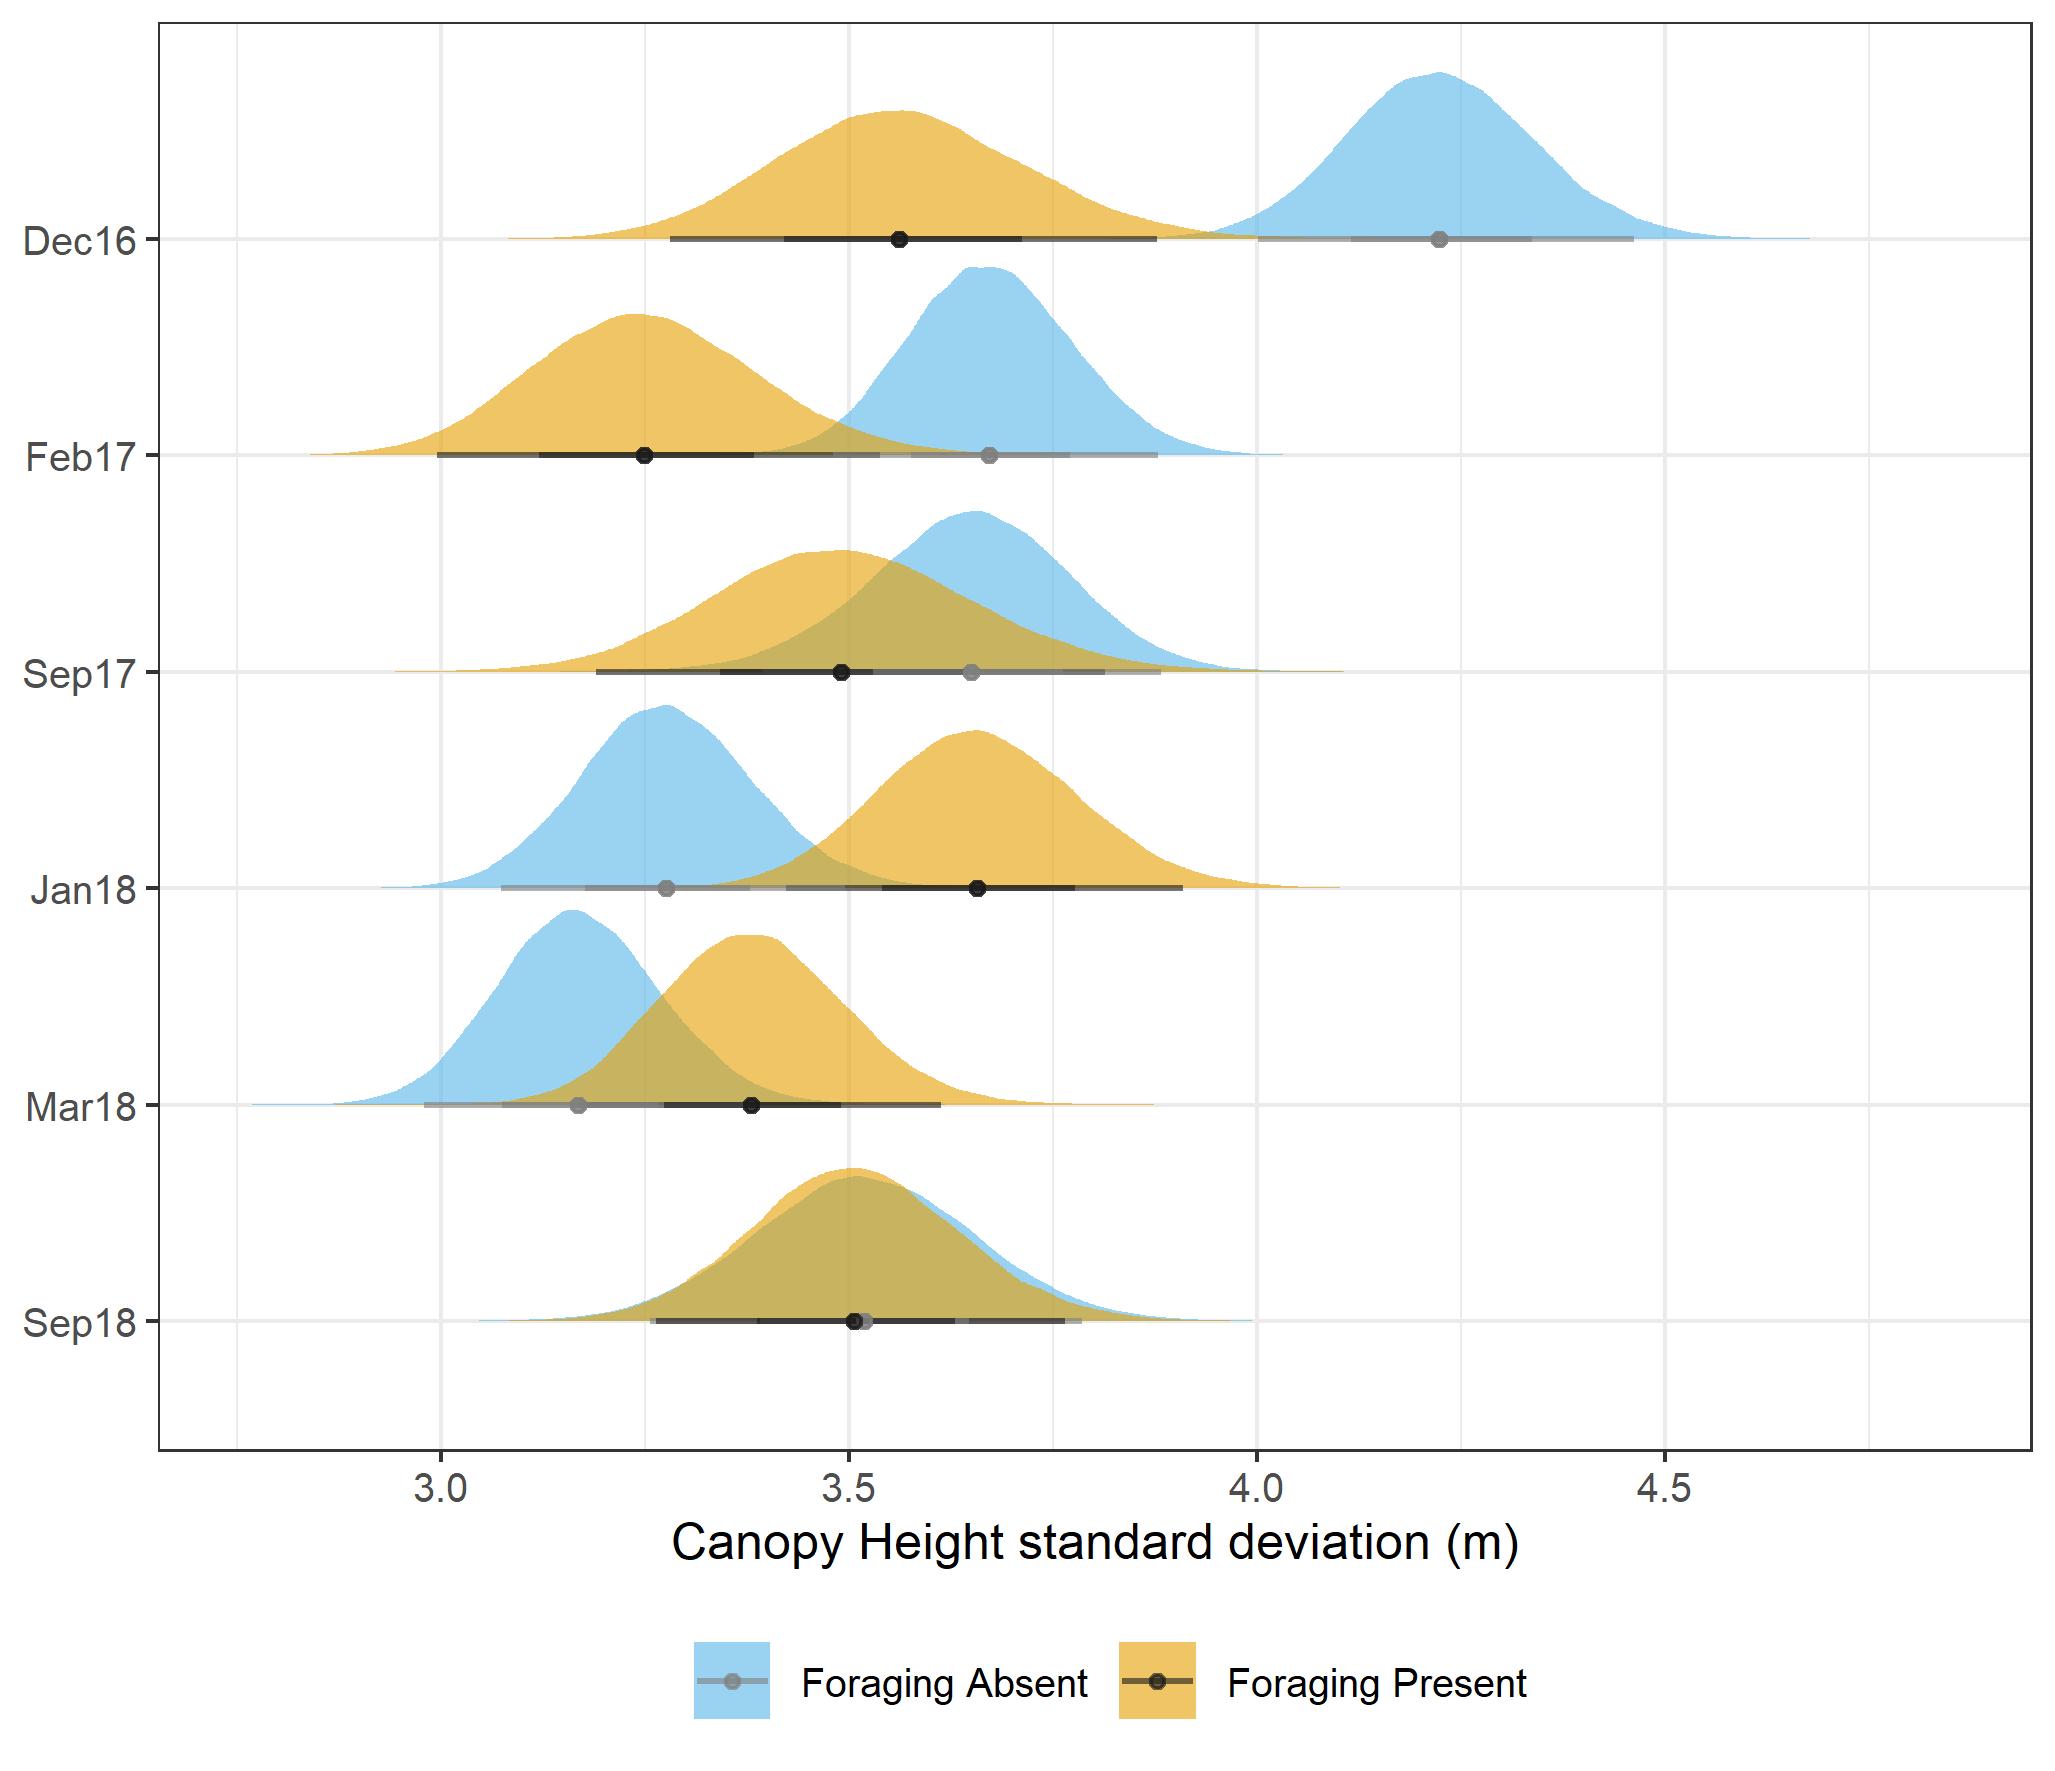 Dec16
Feb17
Sep17
Jan18
Mar18
Sep18
3.0 3.5 4.0 4.5
Canopy Height standard deviation (m)
Foraging Absent Foraging Present